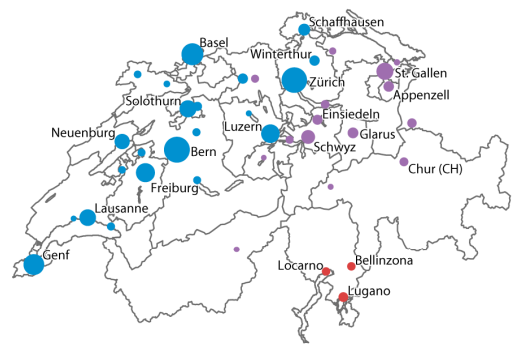 Schaffhausen
Basel
Winterthur
Zürich
St. Gallen
Appenzell
Solothurn
Einsiedeln
Neuenburg
Luzern
Glarus
Schwyz
Bern
Chur (CH)
Freiburg
Lausanne
Genf
Bellinzona
Locarno
Lugano